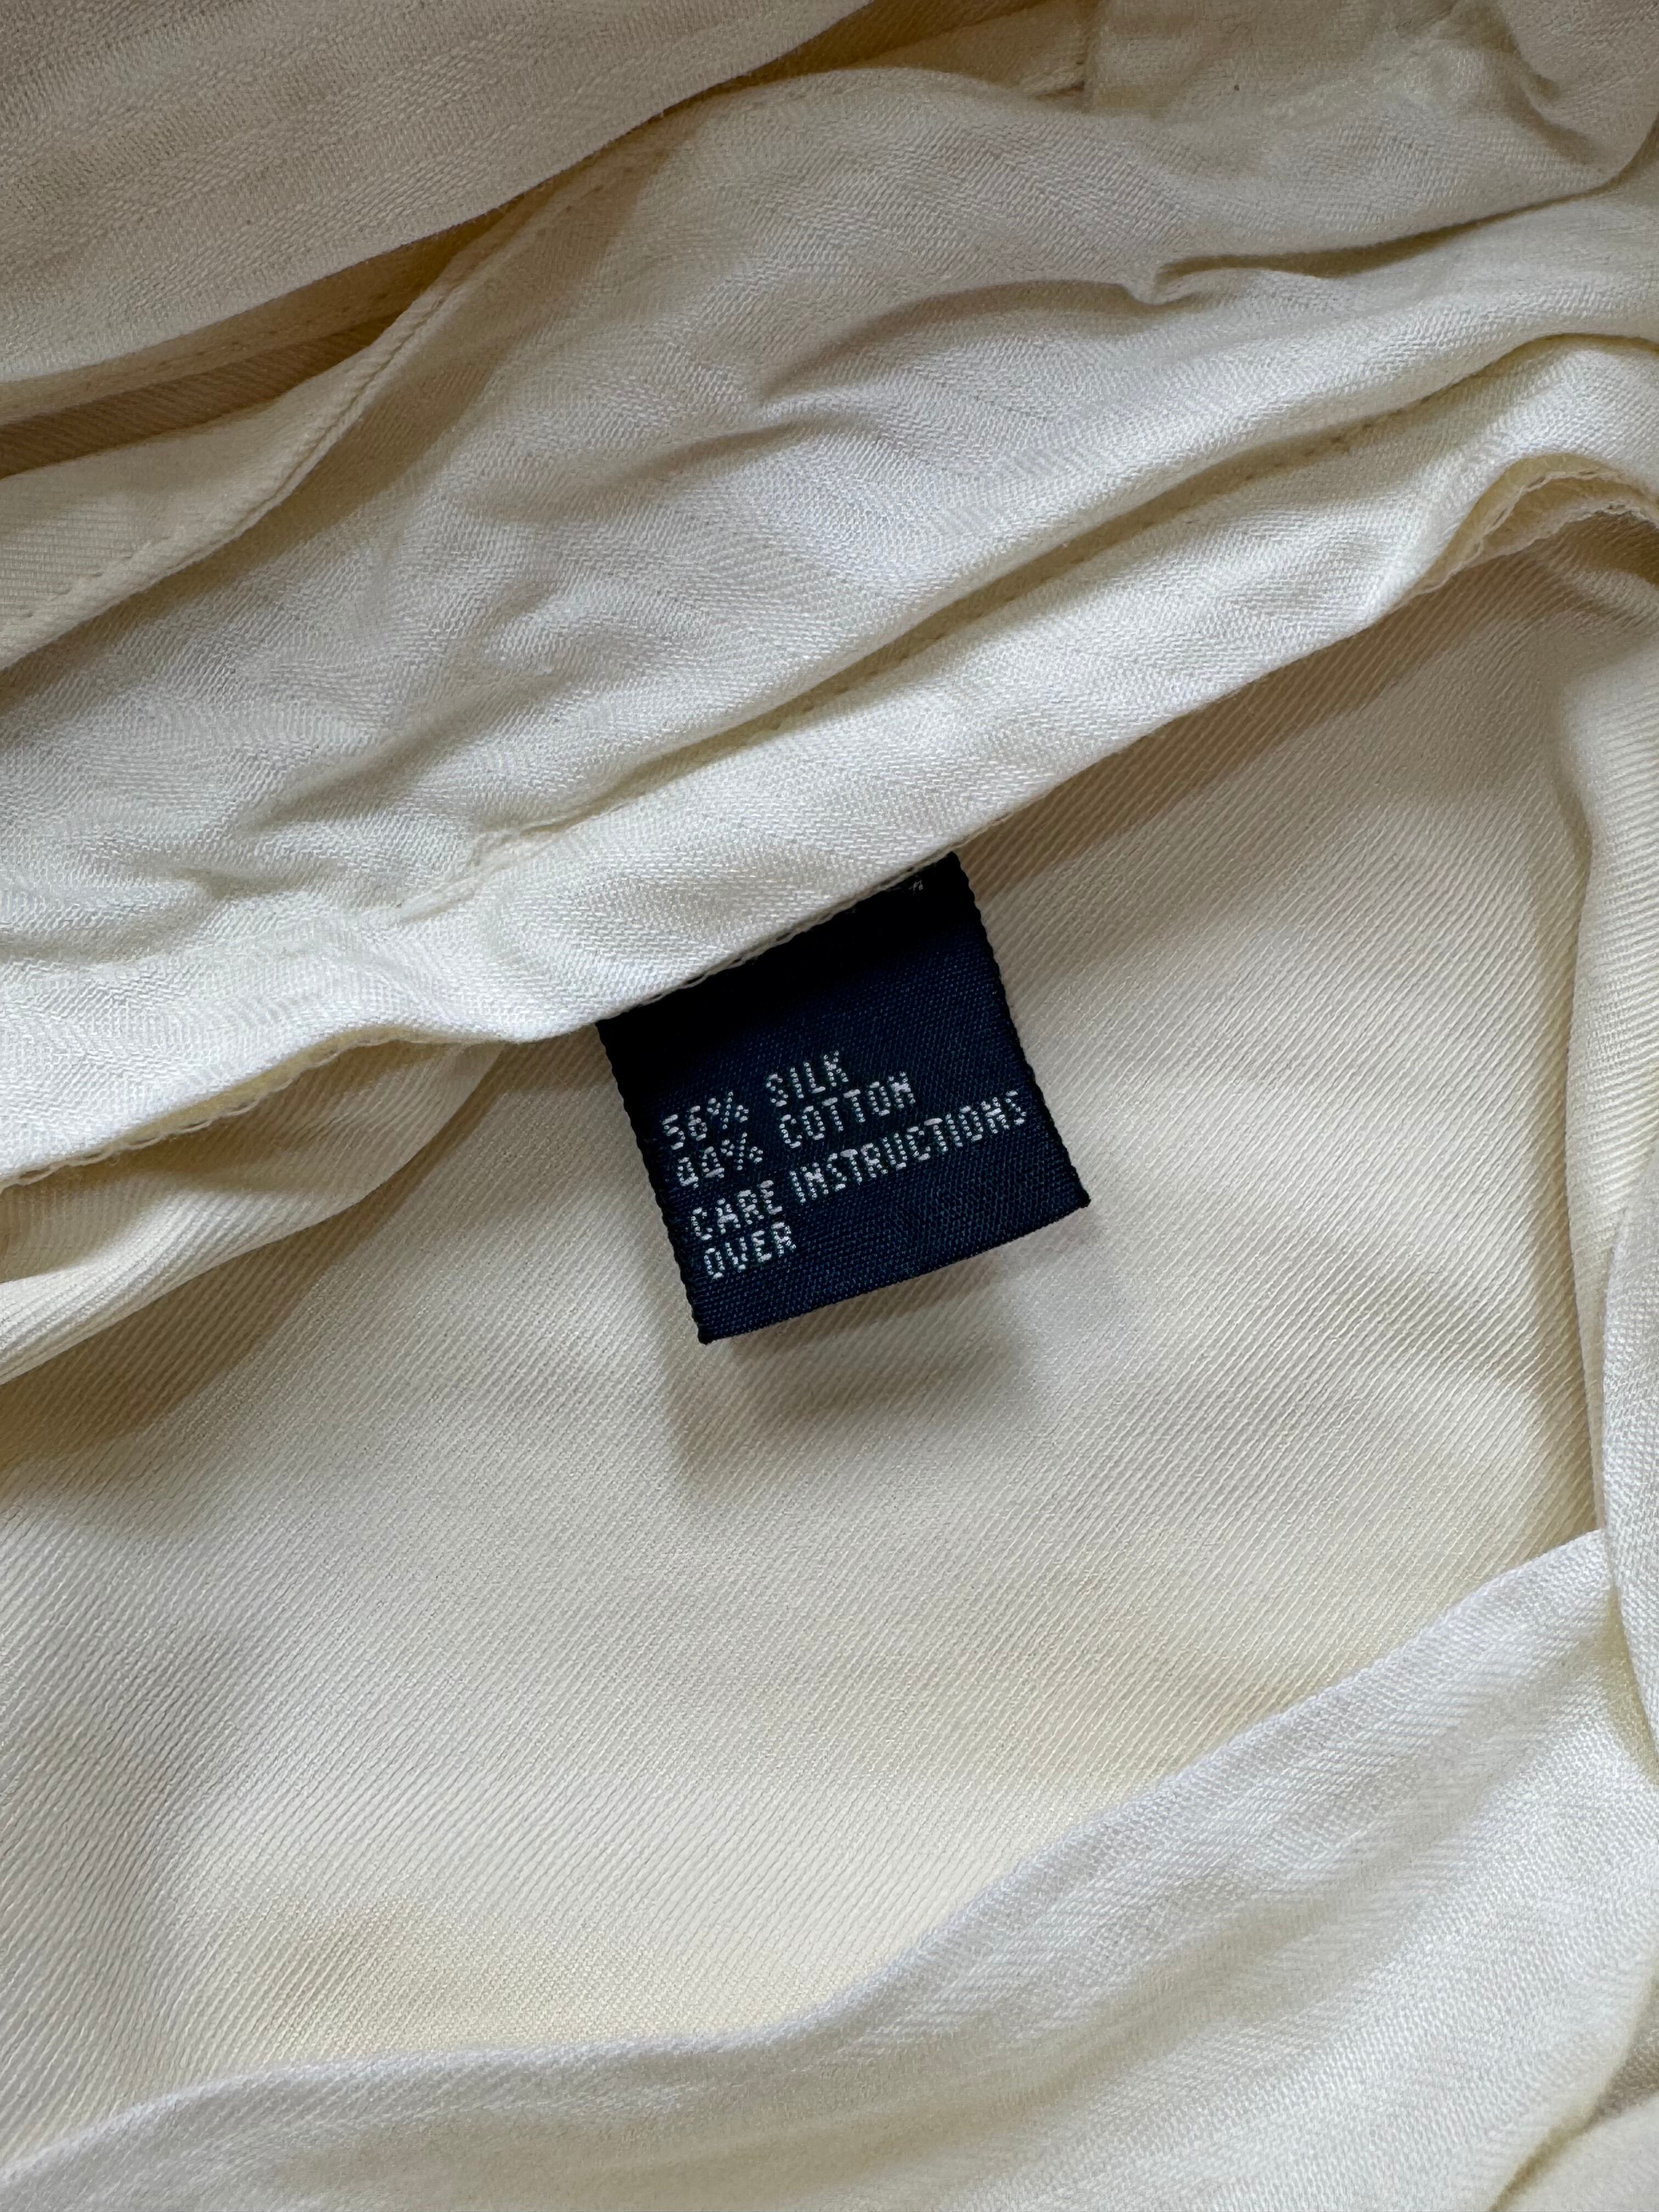 56% SILK
44% COTTON
CARE INSTRUCTIONS
OVER